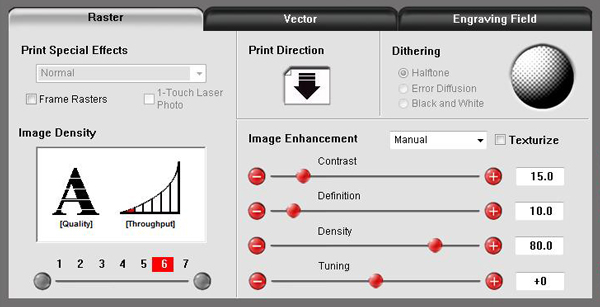 Raster
Vector
Engraving Field
Print Special Effects
Normal
Frame Rasters
1-Touch Laser
Photo
Print Direction
Dithering
Halftone
Error Diffusion
Black and White
Image Density
A
[Quality]
[Throughput]
1 2 3 4 5 6 7
Image Enhancement
Manual
Texturize
Contrast
15.0
Definition
10.0
Density
80.0
Tuning
+0